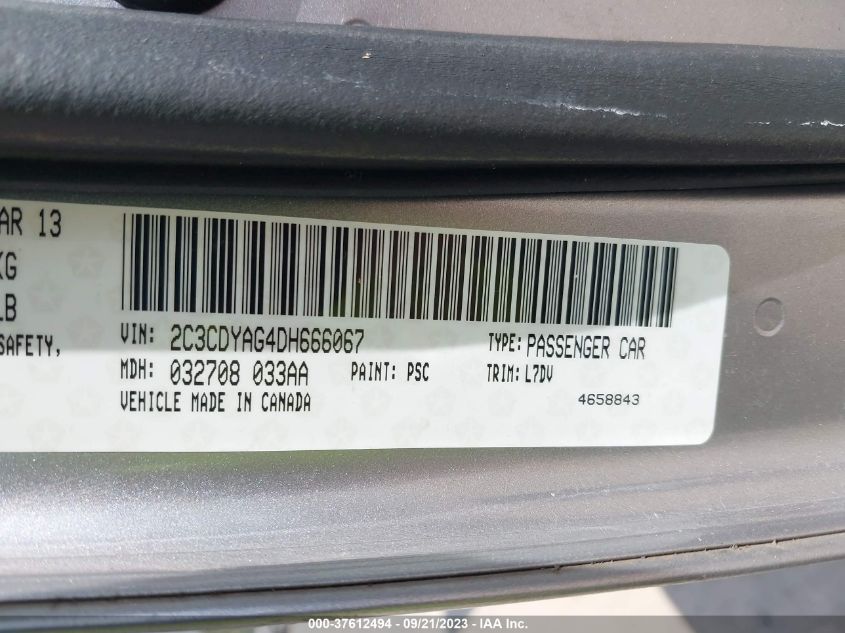 AR 13
KG
LB
SAFETY,
VIN: 2C3CDYAG4DH666067 TYPE: PASSENGER CAR
MDH: 032708 033AA PAINT: PSC TRIM: L7DV
VEHICLE MADE IN CANADA 4658843
000-37612494 - 09/21/2023 - IAAI Inc.